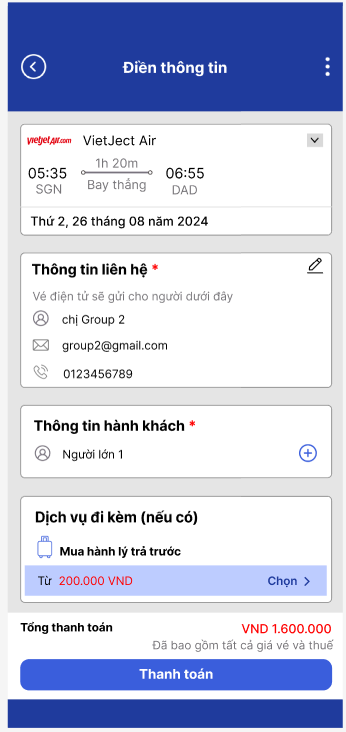 Điền thông tin
vietjetAir.com VietJect Air
1h 20m
05:35 06:55
Bay thẳng
SGN DAD
Thứ 2, 26 tháng 08 năm 2024
Thông tin liên hệ *
Vé điện tử sẽ gửi cho người dưới đây
chị Group 2
group2@gmail.com
0123456789
Thông tin hành khách *
Người lớn 1
Dịch vụ đi kèm (nếu có)
Mua hành lý trả trước
Từ 200.000 VND Chọn
Tổng thanh toán VND 1.600.000
Đã bao gồm tất cả giá vé và thuế
Thanh toán